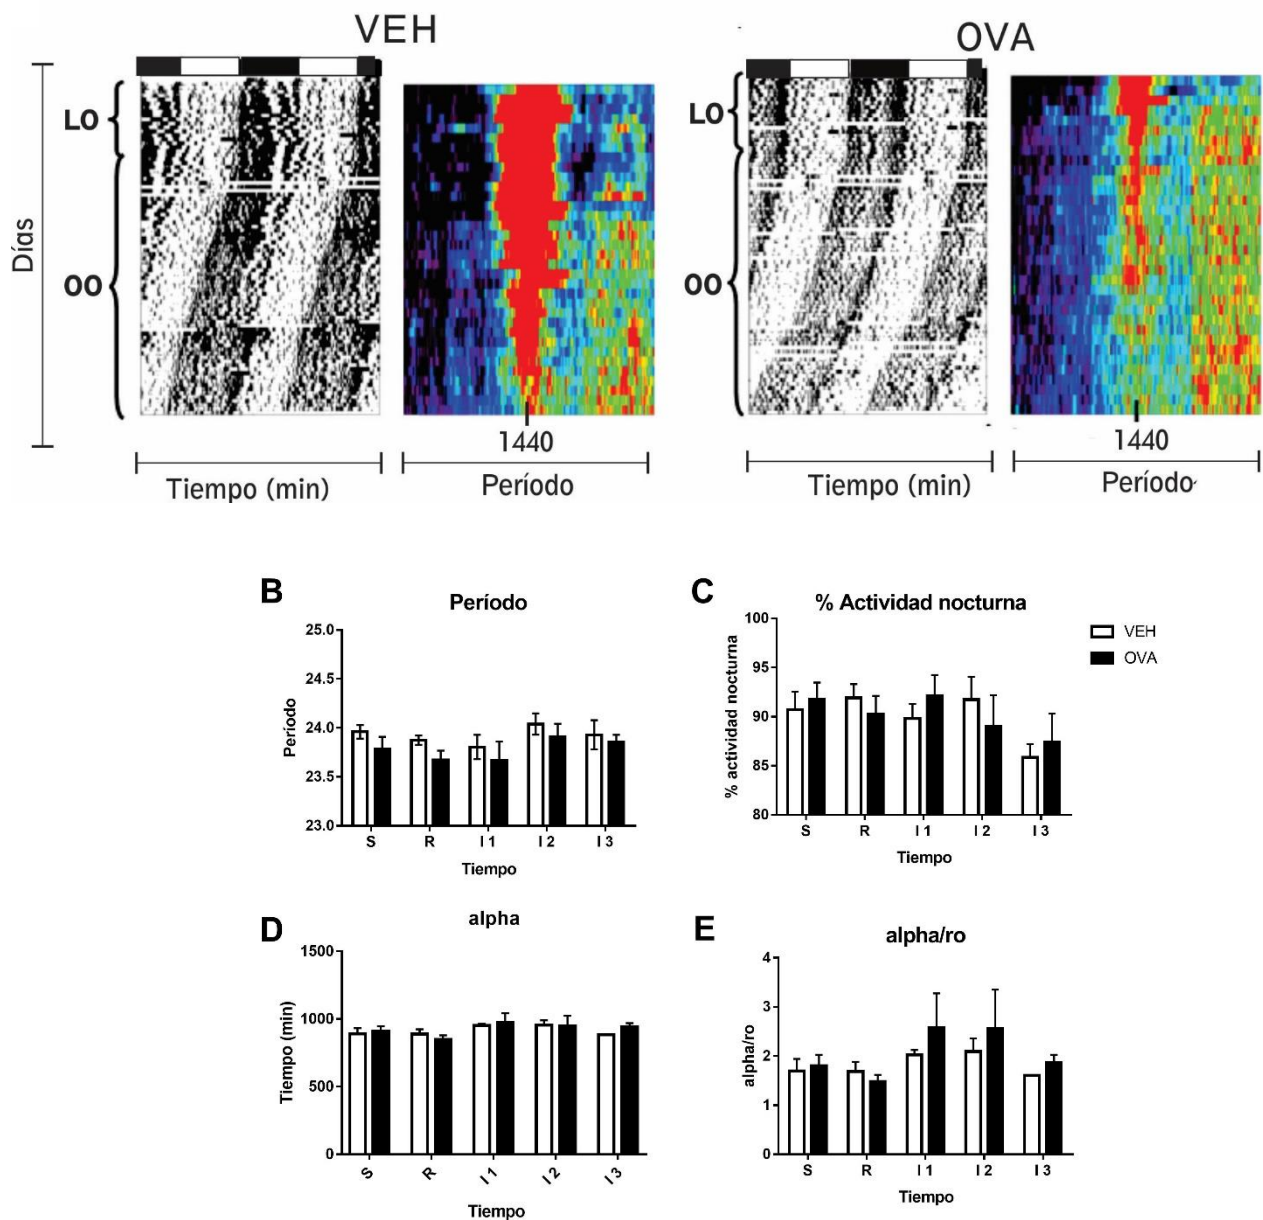 VEH
OVA
Días
LO
OO
LO
OO
1440
1440
Tiempo (min)
Período
Tiempo (min)
Período
B
Período
25.0
24.5
24.0
23.5
23.0
Período
S R I 1 I 2 I 3
Tiempo
C
% Actividad nocturna
100
95
90
85
80
% actividad nocturna
S R I 1 I 2 I 3
Tiempo
VEH
OVA
D
alpha
1500
1000
500
0
Tiempo (min)
S R I 1 I 2 I 3
Tiempo
E
alpha/ro
4
3
2
1
0
alpha/ro
S R I 1 I 2 I 3
Tiempo